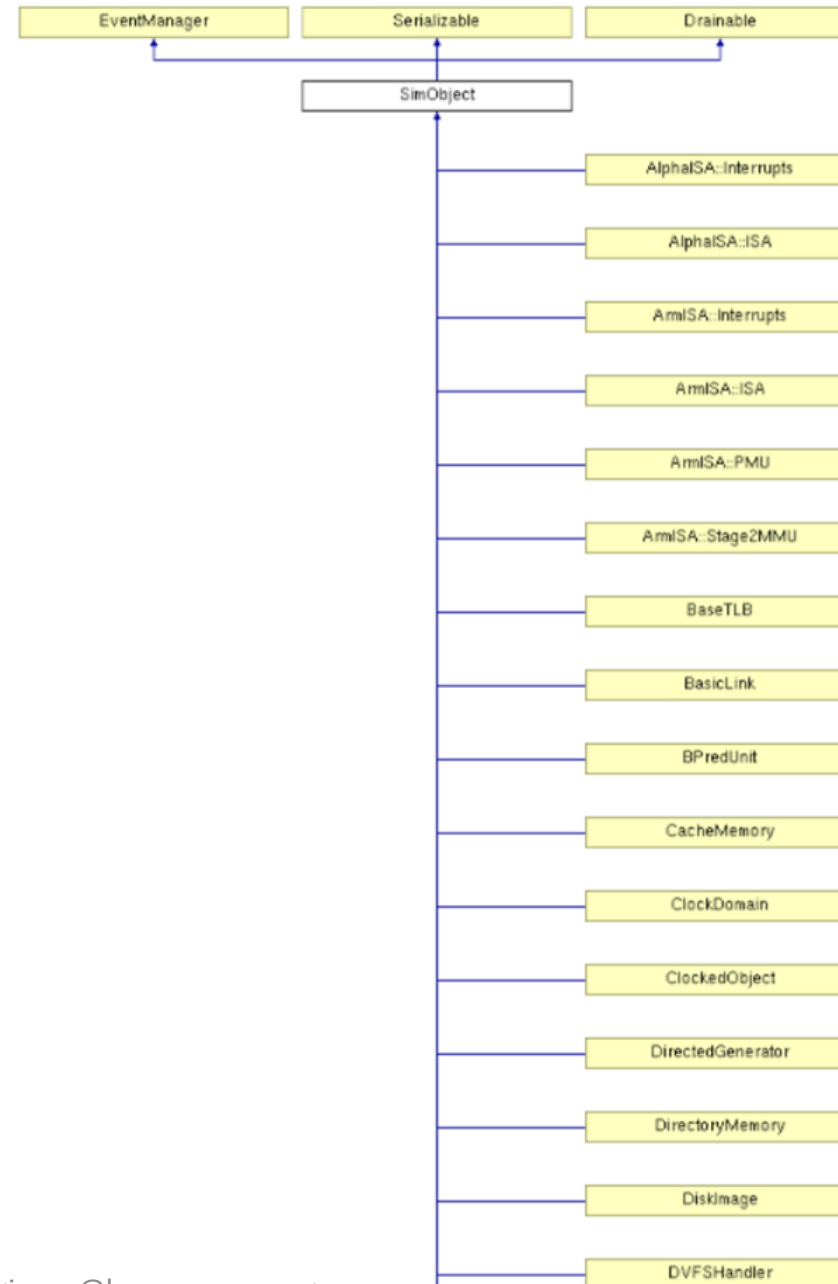 EventManager Serializable Drainable
SimObject
AlphaISA::Interrupts
AlphaISA::ISA
ArmISA::Interrupts
ArmISA::ISA
ArmISA::PMU
ArmISA::Stage2MMU
BaseTLB
BasicLink
BPredUnit
CacheMemory
ClockDomain
ClockedObject
DirectedGenerator
DirectoryMemory
DiskImage
DVFSHandler